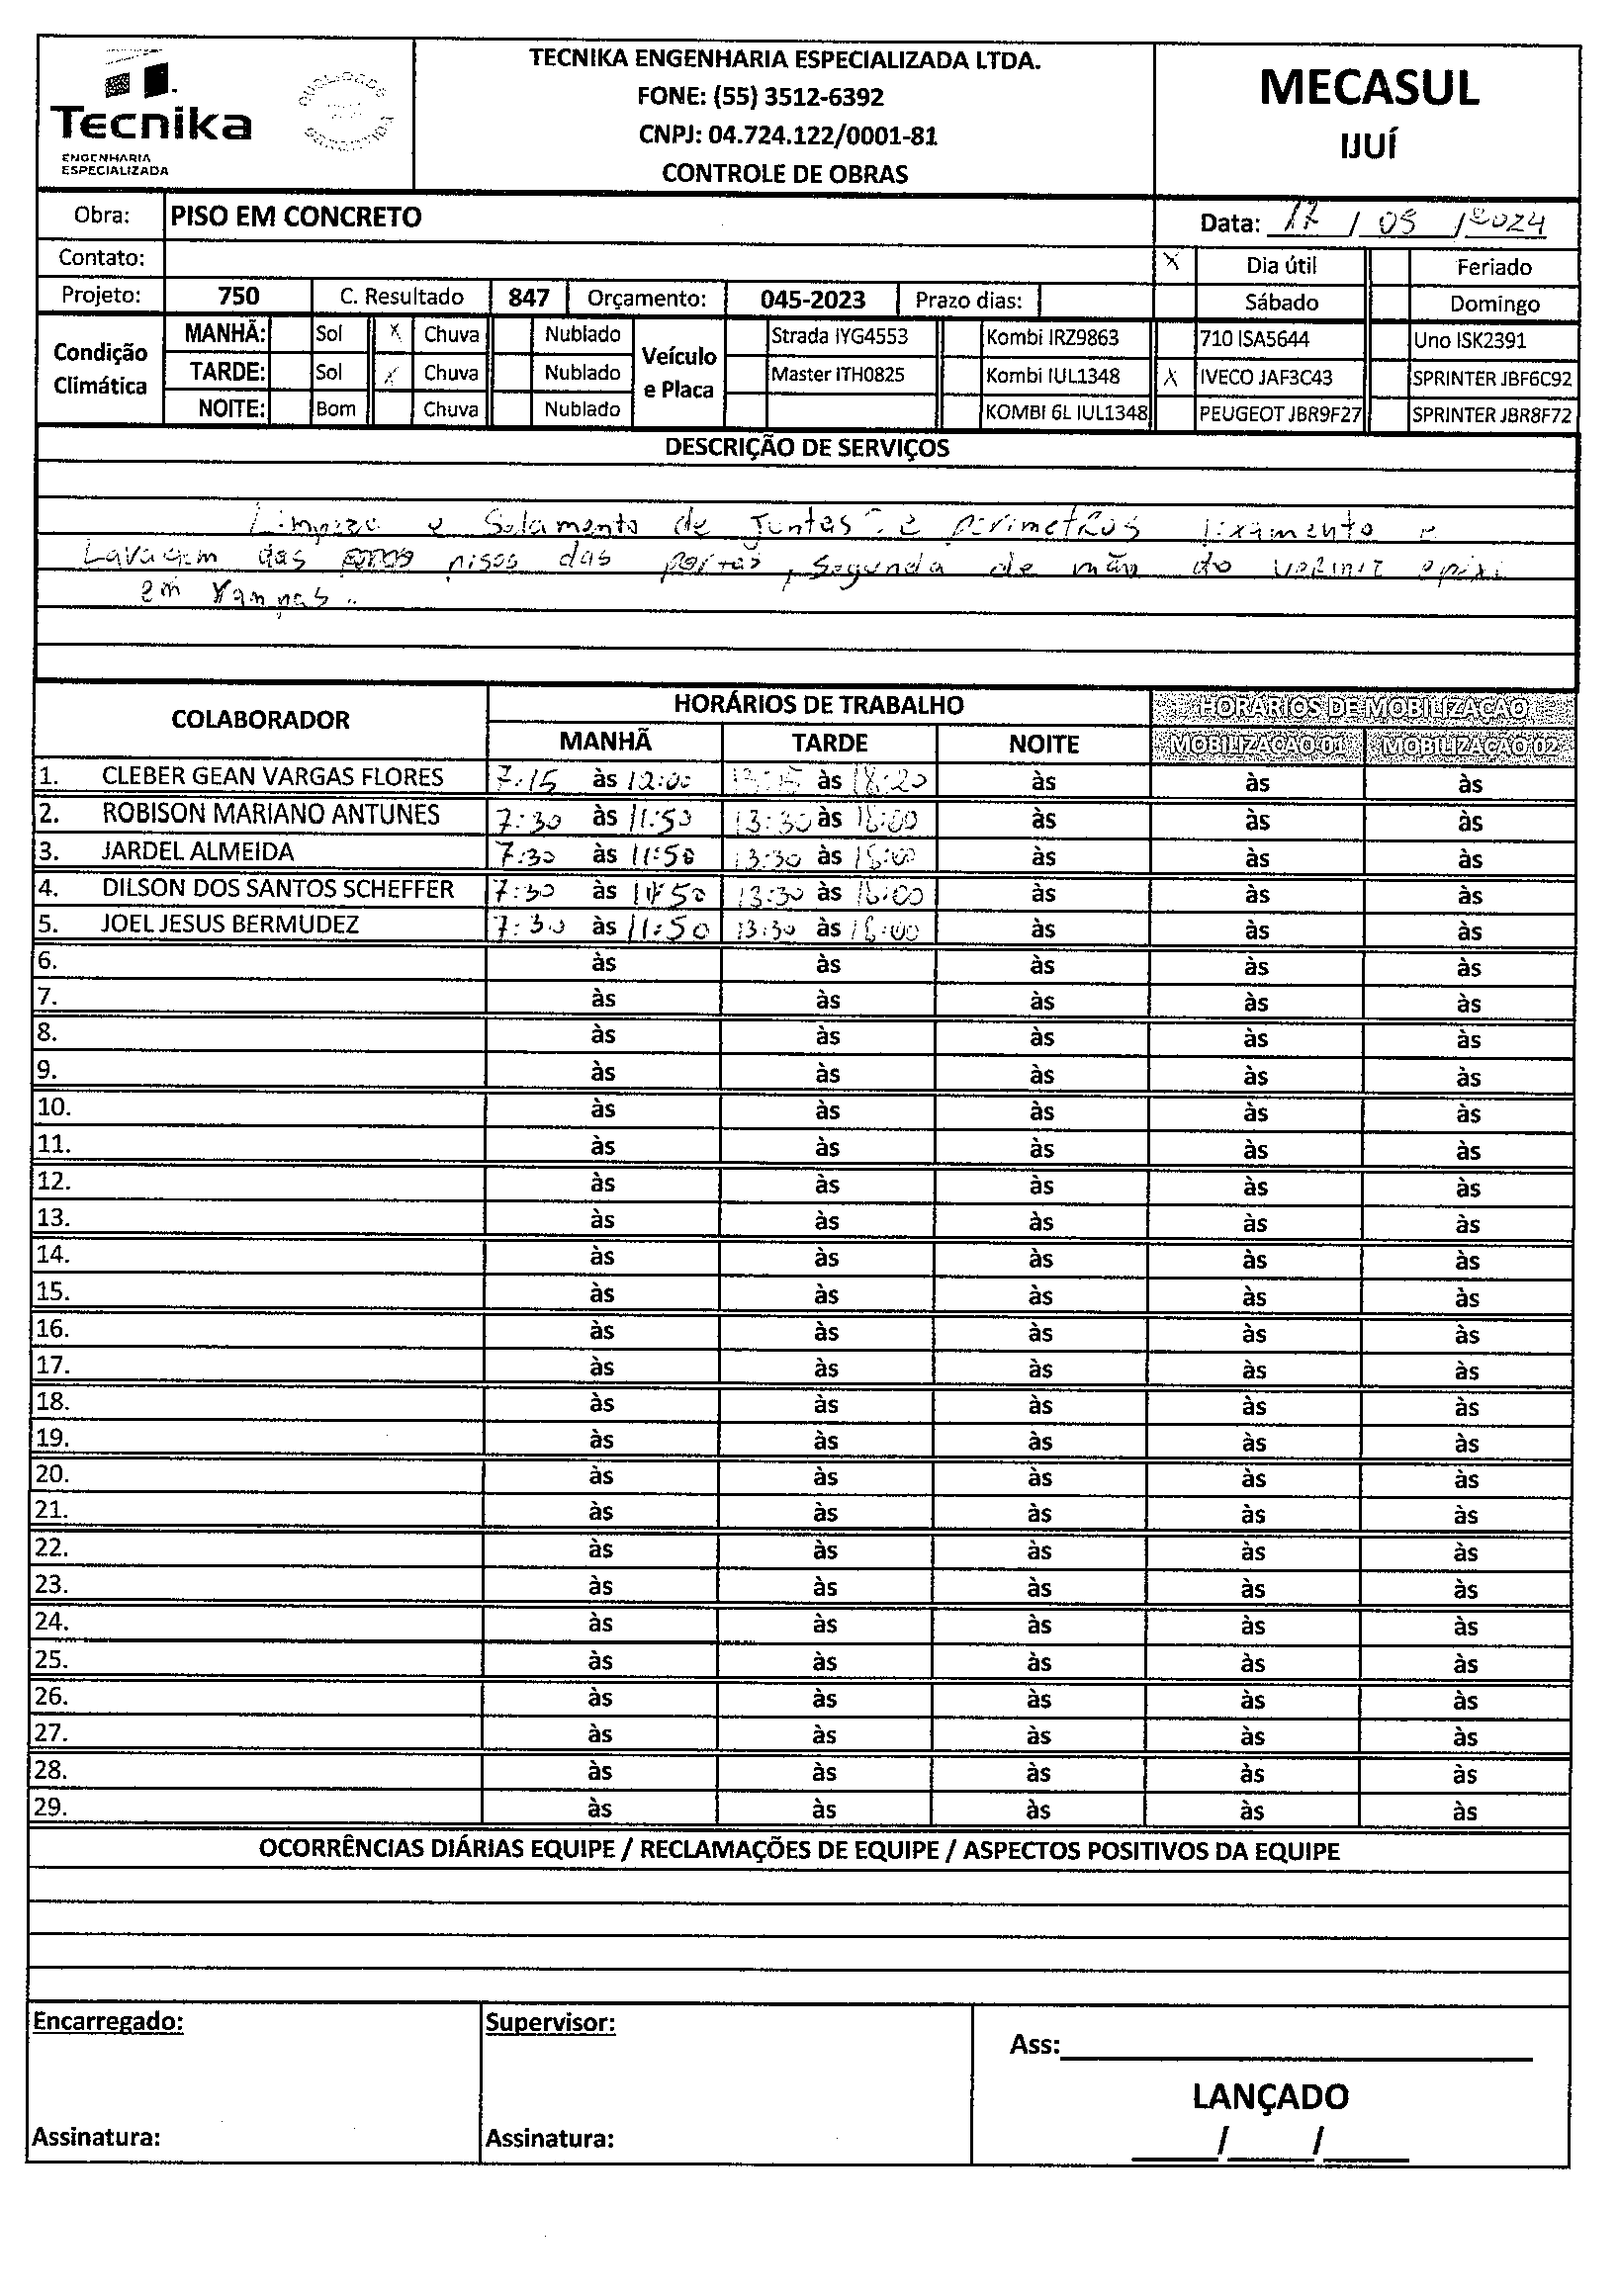 Tecnika
ENGENHARIA
ESPECIALIZADA
TECNIKA ENGENHARIA ESPECIALIZADA LTDA.
FONE: (55) 3512-6392
CNPJ: 04.724.122/0001-81
CONTROLE DE OBRAS
MECASUL
IJUÍ
Obra: PISO EM CONCRETO
Data: 17 / 05 / 2024
Contato:
X Dia útil Feriado
Projeto: 750 C. Resultado 847 Orçamento: 045-2023 Prazo dias:
Sábado Domingo
Condição Climática
MANHÃ: Sol X Chuva Nublado
TARDE: Sol X Chuva Nublado
NOITE: Bom Chuva Nublado
Veículo e Placa
Strada IYG4553 Kombi IRZ9863 710 ISA5644 Uno ISK2391
Master ITH0825 Kombi IUL1348 X IVECO JAF3C43 SPRINTER JBF6C92
KOMBI 6L IUL1348 PEUGEOT JBR9F27 SPRINTER JBR8F72
DESCRIÇÃO DE SERVIÇOS
Limpeza e Selamento de juntas e perimetros lixamento e
Lavagem das pisos das portas, segunda de mão do verniz epixi
em rampas.
COLABORADOR HORÁRIOS DE TRABALHO HORÁRIOS DE MOBILIZAÇÃO
MANHÃ TARDE NOITE MOBILIZAÇÃO 01 MOBILIZAÇÃO 02
1. CLEBER GEAN VARGAS FLORES 7:15 às 12:00 13:15 às 18:20 às às às
2. ROBISON MARIANO ANTUNES 7:30 às 11:50 13:30 às 18:00 às às às
3. JARDEL ALMEIDA 7:30 às 11:50 13:30 às 18:00 às às às
4. DILSON DOS SANTOS SCHEFFER 7:30 às 11:50 13:30 às 18:00 às às às
5. JOEL JESUS BERMUDEZ 7:30 às 11:50 13:30 às 18:00 às às às
6. às às às às às
7. às às às às às
8. às às às às às
9. às às às às às
10. às às às às às
11. às às às às às
12. às às às às às
13. às às às às às
14. às às às às às
15. às às às às às
16. às às às às às
17. às às às às às
18. às às às às às
19. às às às às às
20. às às às às às
21. às às às às às
22. às às às às às
23. às às às às às
24. às às às às às
25. às às às às às
26. às às às às às
27. às às às às às
28. às às às às às
29. às às às às às
OCORRÊNCIAS DIÁRIAS EQUIPE / RECLAMAÇÕES DE EQUIPE / ASPECTOS POSITIVOS DA EQUIPE
Encarregado:
Supervisor:
Ass:
LANÇADO
/ /
Assinatura:
Assinatura: